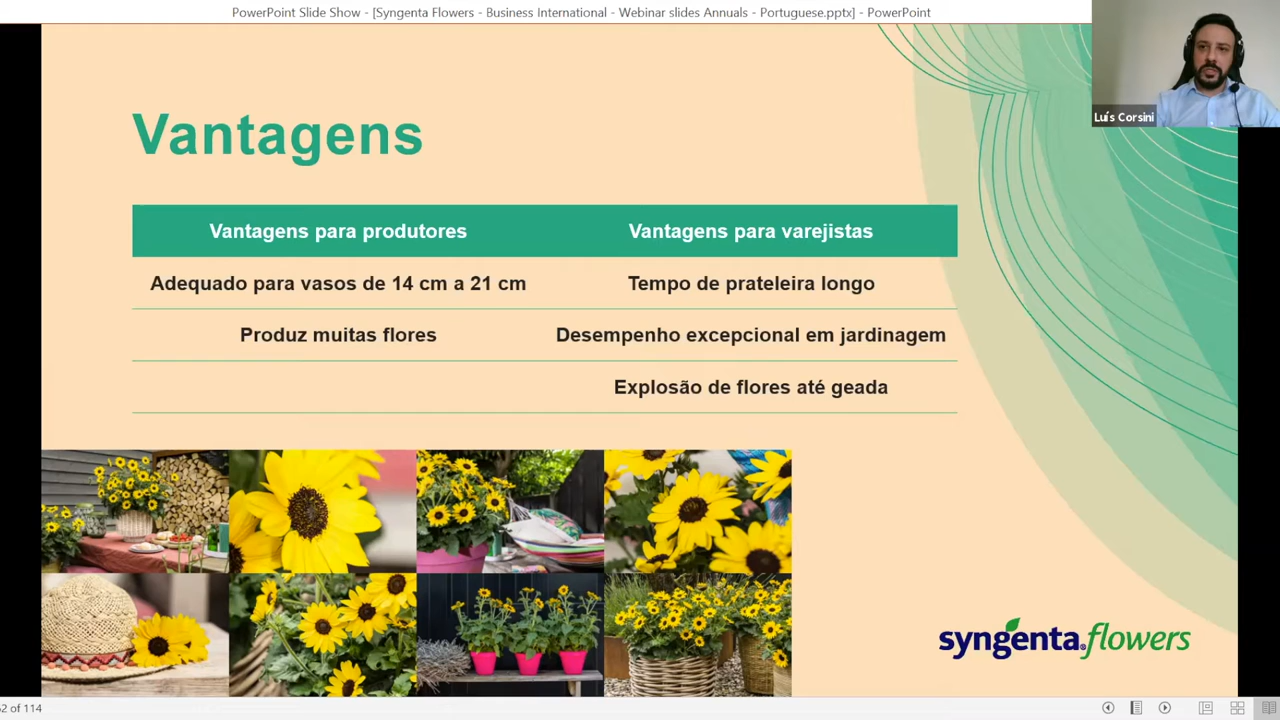 PowerPoint Slide Show - [Syngenta Flowers - Business International - Webinar slides Annuals - Portuguese.pptx] - PowerPoint
Luís Corsini
Vantagens
Vantagens para produtores
Vantagens para varejistas
Adequado para vasos de 14 cm a 21 cm
Tempo de prateleira longo
Produz muitas flores
Desempenho excepcional em jardinagem
Explosão de flores até geada
syngenta® flowers
of 114